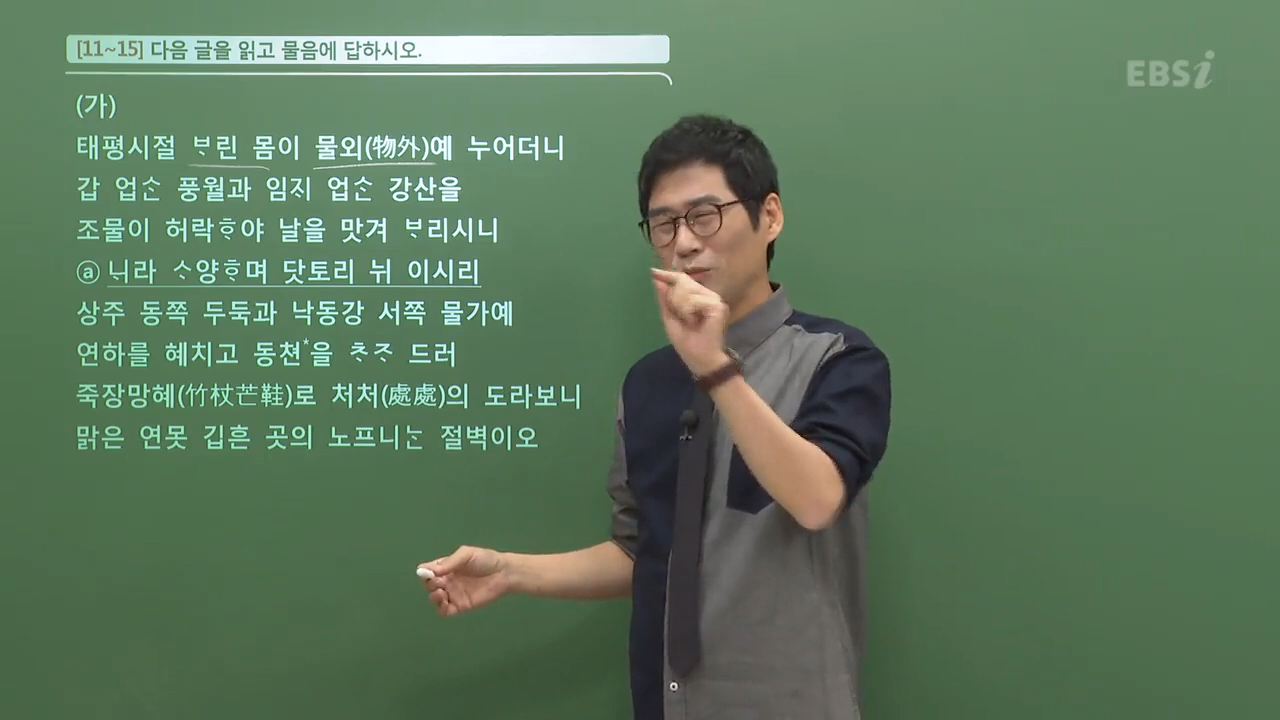 [11~15] 다음 글을 읽고 물음에 답하시오.
EBSi
(가)
태평시절 ᄇᆞ린 몸이 물외(物外)예 누어더니
갑 업ᄉᆞᆫ 풍월과 임ᄌᆡ 업ᄉᆞᆫ 강산을
조물이 허락ᄒᆞ야 날을 맛겨 ᄇᆞ리시니
ⓐ ᄂᆡ라 ᄉᆞ양ᄒᆞ며 닷토리 뉘 이시리
상주 동쪽 두둑과 낙동강 서쪽 물가예
연하를 헤치고 동쳔*을 ᄎᆞᄌᆞ 드러
죽장망혜(竹杖芒鞋)로 처처(處處)의 도라보니
맑은 연못 깁흔 곳의 노프니ᄂᆞᆫ 절벽이오